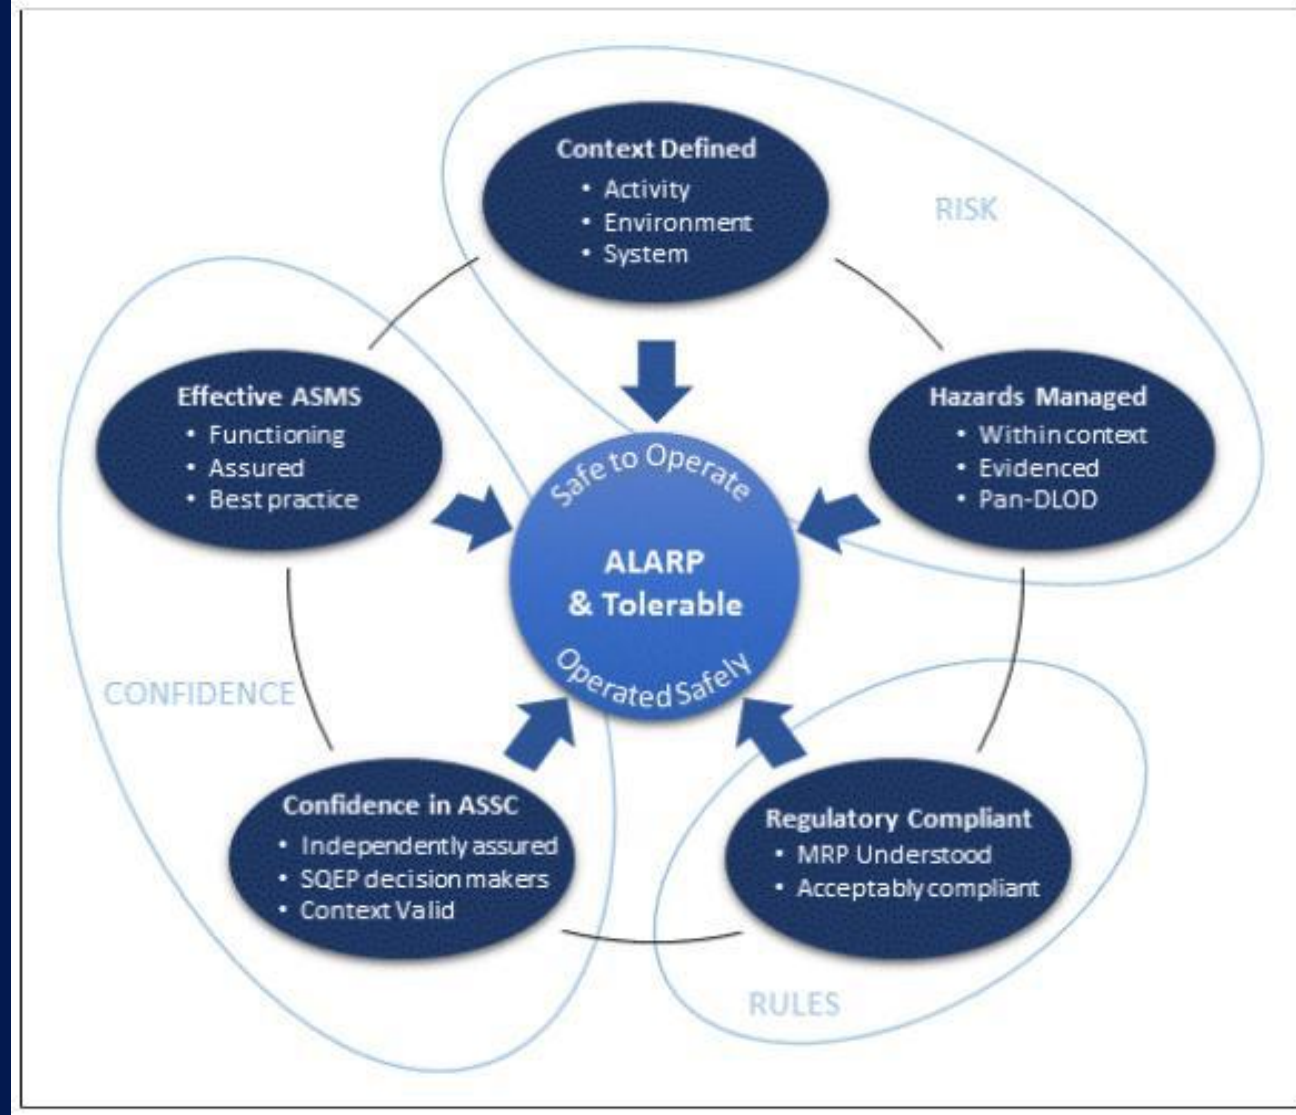 Context Defined
• Activity
• Environment
• System
RISK
Effective ASMS
• Functioning
• Assured
• Best practice
Hazards Managed
• Within context
• Evidenced
• Pan-DLOD
Safe to Operate
ALARP
& Tolerable
Operated Safely
CONFIDENCE
Confidence in ASSC
• Independently assured
• SQEP decision makers
• Context Valid
Regulatory Compliant
• MRP Understood
• Acceptably compliant
RULES